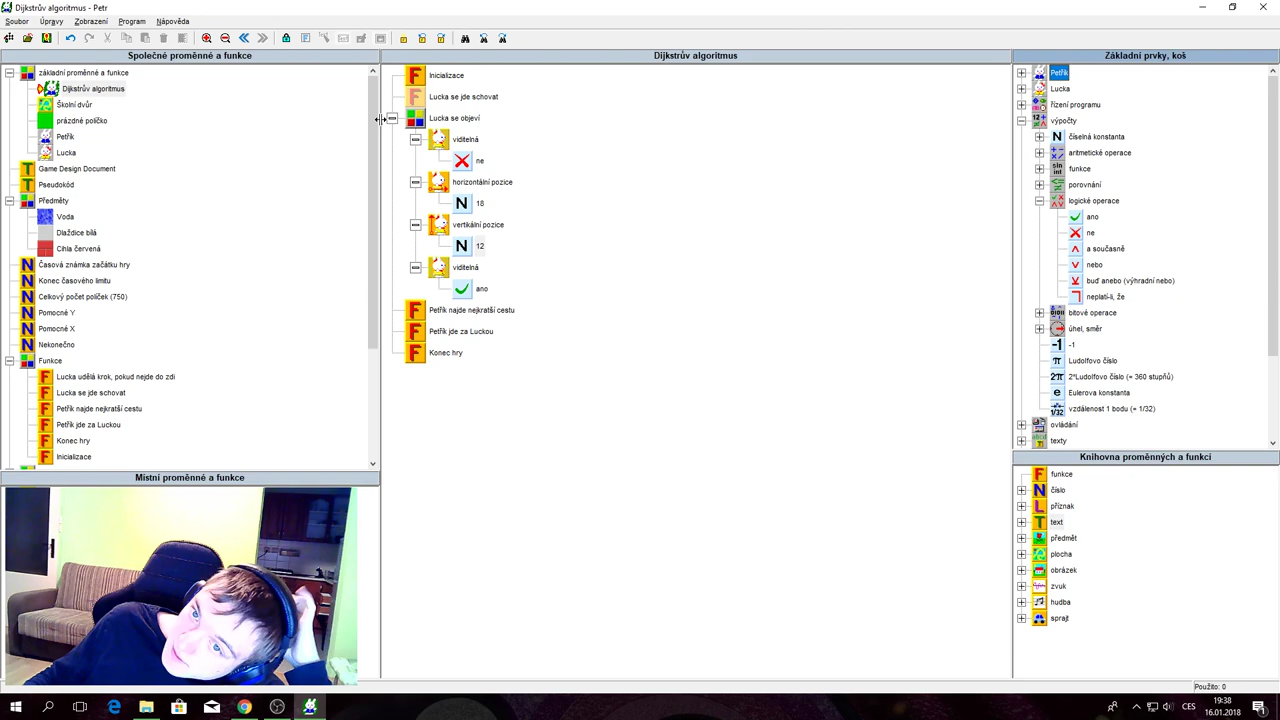 Dijkstrův algoritmus - Petr
Soubor Úpravy Zobrazení Program Nápověda
Společné proměnné a funkce
základní proměnné a funkce
Dijkstrův algoritmus
Školní dvůr
prázdné políčko
Petřík
Lucka
Game Design Document
Pseudokód
Předměty
Voda
Dlaždice bílá
Cihla červená
Časová známka začátku hry
Konec časového limitu
Celkový počet políček (750)
Pomocné Y
Pomocné X
Nekonečno
Funkce
Lucka udělá krok, pokud nejde do zdi
Lucka se jde schovat
Petřík najde nejkratší cestu
Petřík jde za Luckou
Konec hry
Inicializace
Místní proměnné a funkce
Dijkstrův algoritmus
Inicializace
Lucka se jde schovat
Lucka se objeví
viditelná
ne
horizontální pozice
N 18
vertikální pozice
N 12
viditelná
ano
Petřík najde nejkratší cestu
Petřík jde za Luckou
Konec hry
Základní prvky, koš
Petřík
Lucka
řízení programu
výpočty
číselná konstanta
aritmetické operace
funkce
porovnání
logické operace
ano
ne
a současně
nebo
buď anebo (výhradní nebo)
neplatí-li, že
bitové operace
úhel, směr
-1 -1
π Ludolfovo číslo
2π 2*Ludolfovo číslo (= 360 stupňů)
e Eulerova konstanta
1/32 vzdálenost 1 bodu (= 1/32)
ovládání
texty
Knihovna proměnných a funkcí
F funkce
N číslo
L příznak
T text
předmět
plocha
obrázek
zvuk
hudba
sprajt
Použito: 0
CES
19:38
16.01.2018